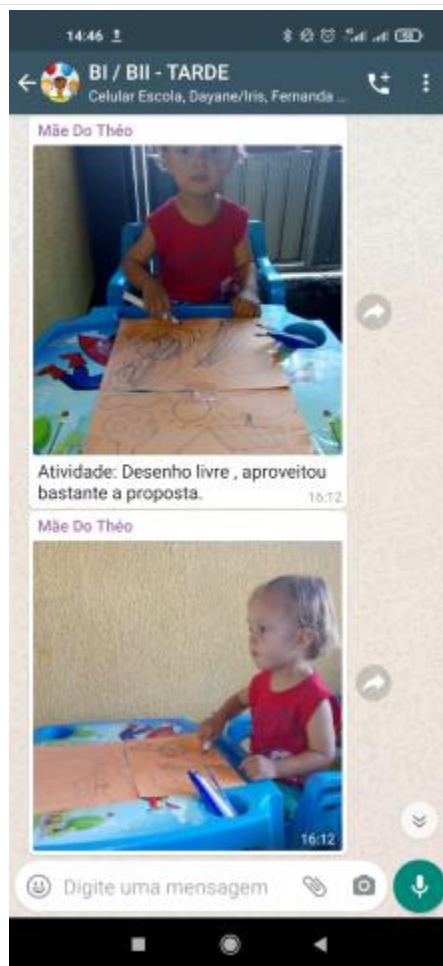 14:46
BI / BII - TARDE
Celular Escola, Dayane/Iris, Fernanda ...
Mãe Do Théo
Atividade: Desenho livre , aproveitou
bastante a proposta.
16:12
Mãe Do Théo
16:12
Digite uma mensagem